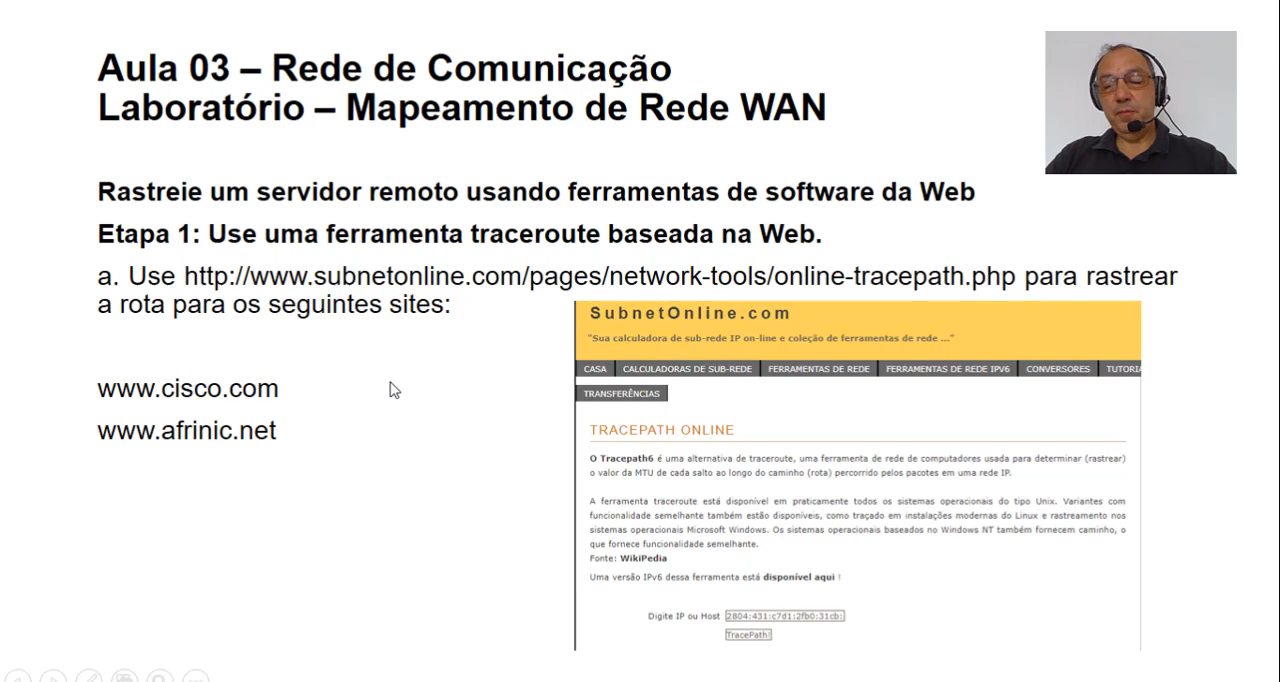 Aula 03 – Rede de Comunicação
Laboratório – Mapeamento de Rede WAN
Rastreie um servidor remoto usando ferramentas de software da Web
Etapa 1: Use uma ferramenta traceroute baseada na Web.
a. Use http://www.subnetonline.com/pages/network-tools/online-tracepath.php para rastrear
a rota para os seguintes sites:
www.cisco.com
www.afrinic.net
SubnetOnline.com
"Sua calculadora de sub-rede IP on-line e coleção de ferramentas de rede ..."
CASA CALCULADORAS DE SUB-REDE FERRAMENTAS DE REDE FERRAMENTAS DE REDE IPV6 CONVERSORES TUTORIA
TRANSFERÊNCIAS
TRACEPATH ONLINE
O Tracepath6 é uma alternativa de traceroute, uma ferramenta de rede de computadores usada para determinar (rastrear)
o valor da MTU de cada salto ao longo do caminho (rota) percorrido pelos pacotes em uma rede IP.
A ferramenta traceroute está disponível em praticamente todos os sistemas operacionais do tipo Unix. Variantes com
funcionalidade semelhante também estão disponíveis, como traçado em instalações modernas do Linux e rastreamento nos
sistemas operacionais Microsoft Windows. Os sistemas operacionais baseados no Windows NT também fornecem caminho, o
que fornece funcionalidade semelhante.
Fonte: WikiPedia
Uma versão IPv6 dessa ferramenta está disponível aqui !
Digite IP ou Host 2804:431:c7d1:2fb0:31cb:
TracePath!